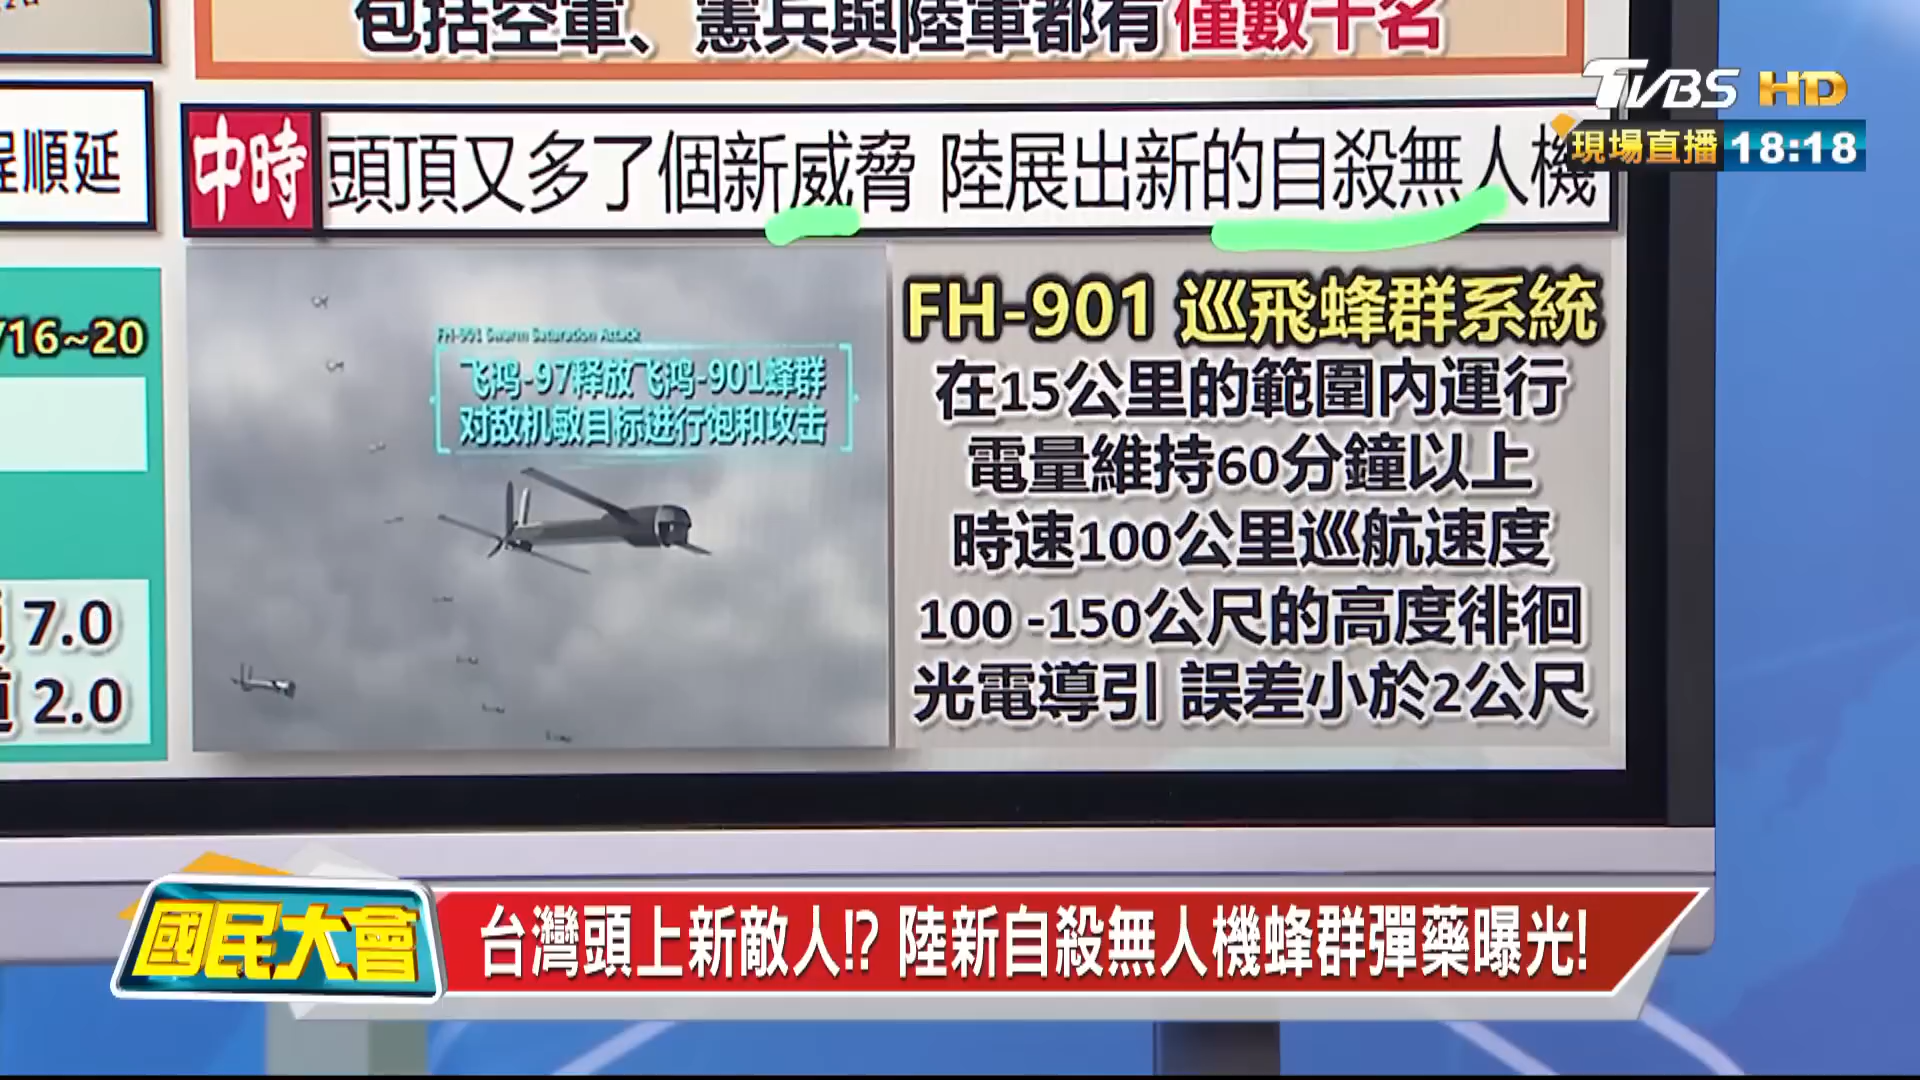 包括空軍、憲兵與陸軍都有僅數十名
TVBS HD
現場直播 18:18
程順延
中時 頭頂又多了個新威脅 陸展出新的自殺無人機
/16~20
FH-901 Swarm Saturation Attack
飞鸿-97释放飞鸿-901蜂群
对敌机敏目标进行饱和攻击
FH-901 巡飛蜂群系統
在15公里的範圍內運行
電量維持60分鐘以上
時速100公里巡航速度
100 -150公尺的高度徘徊
光電導引 誤差小於2公尺
7.0
2.0
國民大會
台灣頭上新敵人!? 陸新自殺無人機蜂群彈藥曝光!